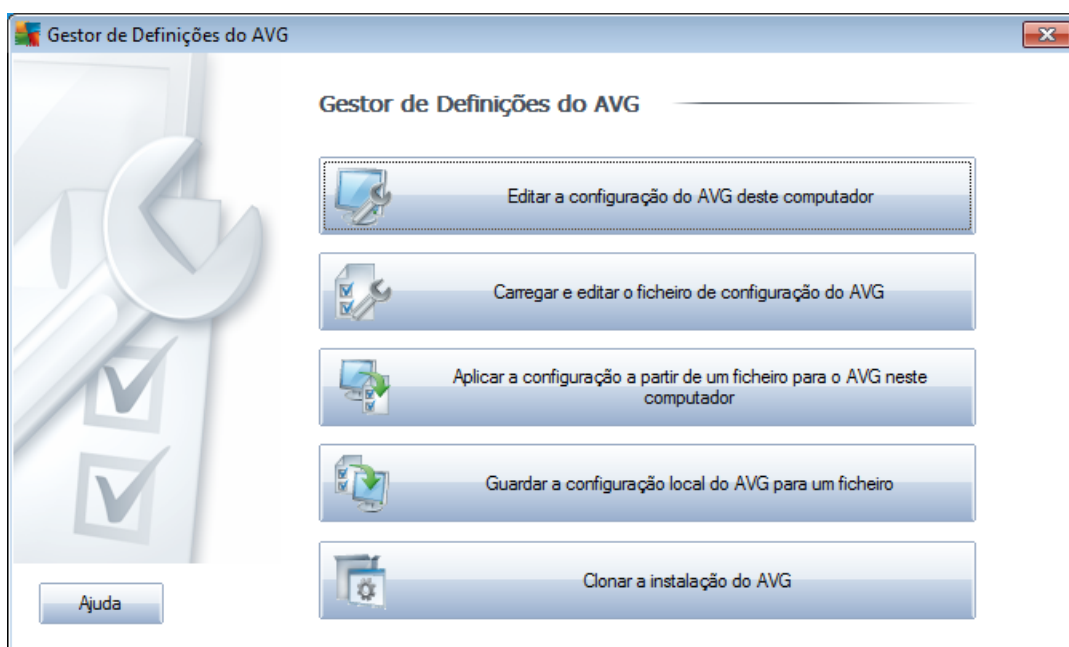 Gestor de Definições do AVG
Gestor de Definições do AVG
Editar a configuração do AVG deste computador
Carregar e editar o ficheiro de configuração do AVG
Aplicar a configuração a partir de um ficheiro para o AVG neste
computador
Guardar a configuração local do AVG para um ficheiro
Clonar a instalação do AVG
Ajuda